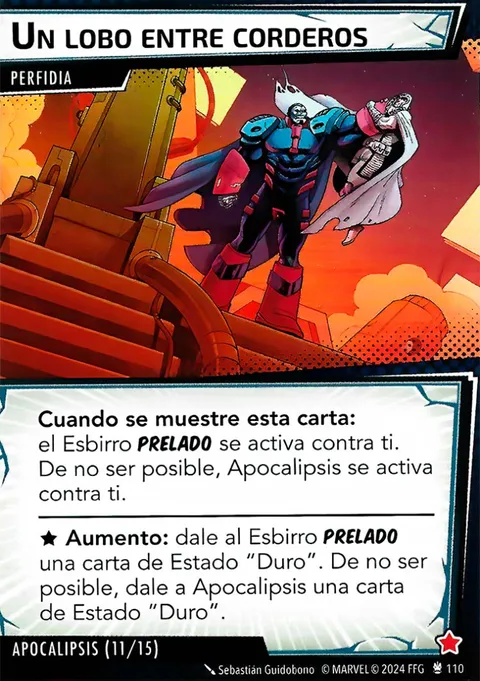 Un lobo entre corderos
PERFIDIA
Cuando se muestre esta carta:
el Esbirro PRELADO se activa contra ti.
De no ser posible, Apocalipsis se activa
contra ti.
★ Aumento: dale al Esbirro PRELADO
una carta de Estado “Duro”. De no ser
posible, dale a Apocalipsis una carta
de Estado “Duro”.
APOCALIPSIS (11/15)
Sebastián Guidobono © MARVEL © 2024 FFG 110